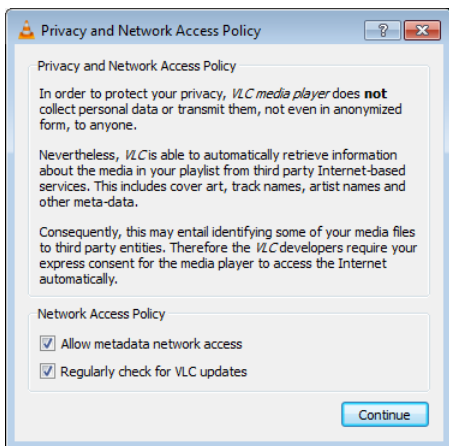 Privacy and Network Access Policy
Privacy and Network Access Policy
In order to protect your privacy, VLC media player does not
collect personal data or transmit them, not even in anonymized
form, to anyone.
Nevertheless, VLC is able to automatically retrieve information
about the media in your playlist from third party Internet-based
services. This includes cover art, track names, artist names and
other meta-data.
Consequently, this may entail identifying some of your media files
to third party entities. Therefore the VLC developers require your
express consent for the media player to access the Internet
automatically.
Network Access Policy
Allow metadata network access
Regularly check for VLC updates
Continue